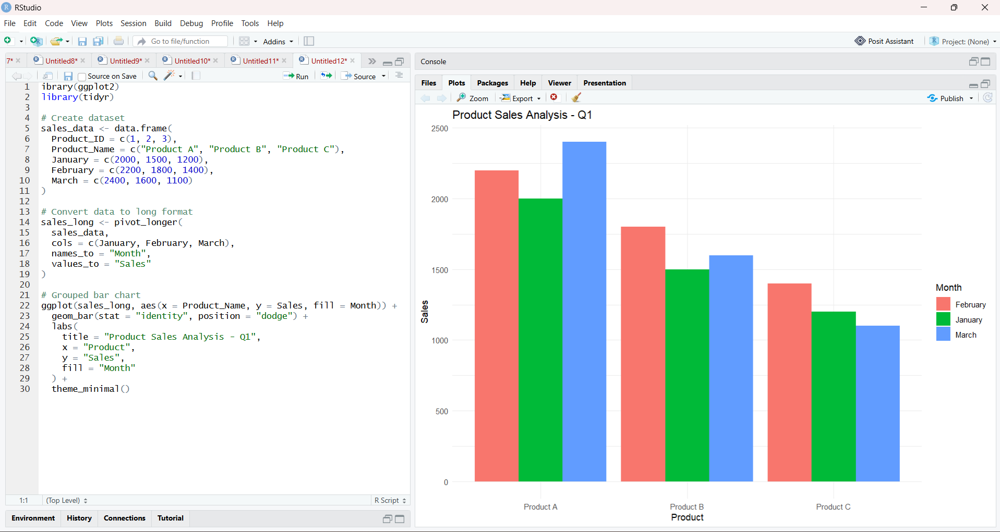 RStudio
File Edit Code View Plots Session Build Debug Profile Tools Help
Go to file/function Addins Posit Assistant Project: (None)
7* Untitled8* Untitled9* Untitled10* Untitled11* Untitled12*
Source on Save Run Source
1 ibrary(ggplot2)
2 library(tidyr)
3
4 # Create dataset
5 sales_data <- data.frame(
6 Product_ID = c(1, 2, 3),
7 Product_Name = c("Product A", "Product B", "Product C"),
8 January = c(2000, 1500, 1200),
9 February = c(2200, 1800, 1400),
10 March = c(2400, 1600, 1100)
11 )
12
13 # Convert data to long format
14 sales_long <- pivot_longer(
15 sales_data,
16 cols = c(January, February, March),
17 names_to = "Month",
18 values_to = "Sales"
19 )
20
21 # Grouped bar chart
22 ggplot(sales_long, aes(x = Product_Name, y = Sales, fill = Month)) +
23 geom_bar(stat = "identity", position = "dodge") +
24 labs(
25 title = "Product Sales Analysis - Q1",
26 x = "Product",
27 y = "Sales",
28 fill = "Month"
29 ) +
30 theme_minimal()
1:1 (Top Level) R Script
Environment History Connections Tutorial
Console
Files Plots Packages Help Viewer Presentation
Zoom Export Publish
Product Sales Analysis - Q1
2500
2000
1500
1000
500
0
Sales
Product A Product B Product C
Product
Month
February
January
March